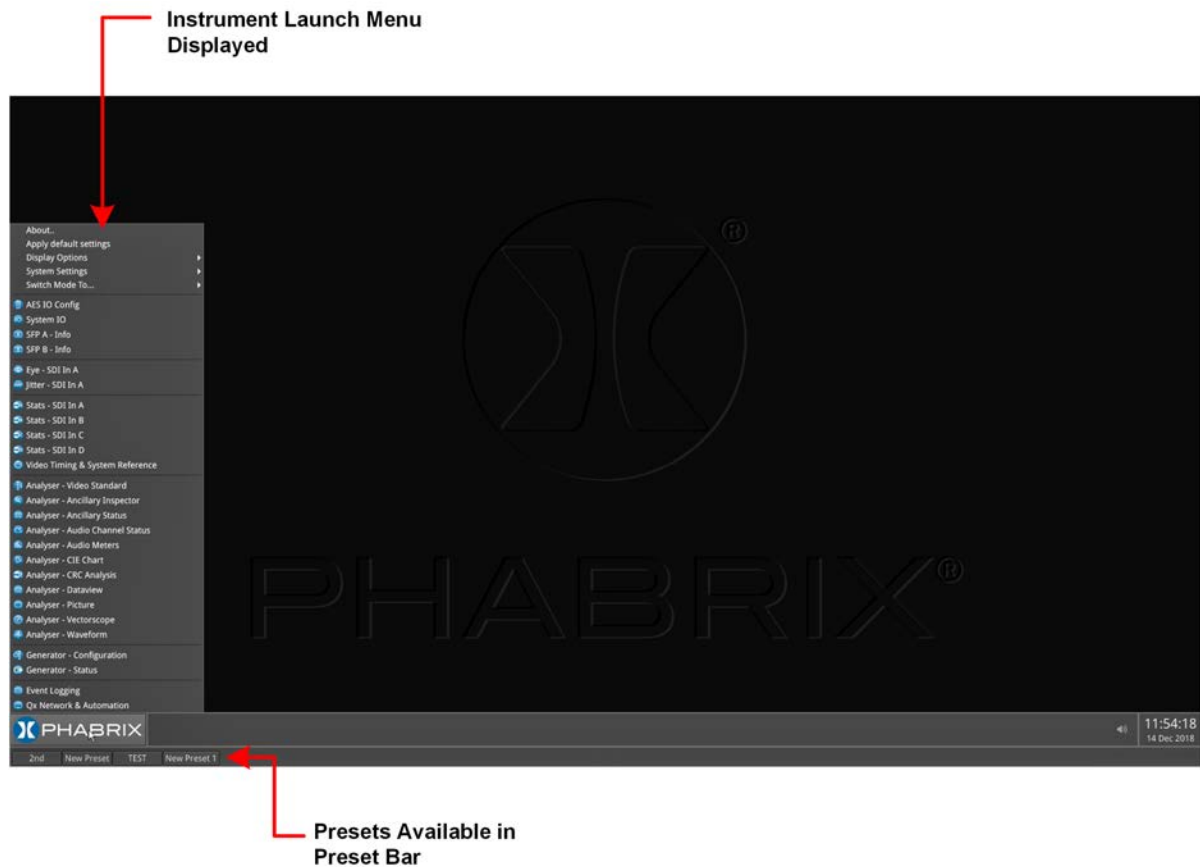 Instrument Launch Menu
Displayed
®
PHABRIX®
About..
Apply default settings
Display Options
System Settings
Switch Mode To...
AES IO Config
System IO
SFP A - Info
SFP B - Info
Eye - SDI In A
Jitter - SDI In A
Stats - SDI In A
Stats - SDI In B
Stats - SDI In C
Stats - SDI In D
Video Timing & System Reference
Analyser - Video Standard
Analyser - Ancillary Inspector
Analyser - Ancillary Status
Analyser - Audio Channel Status
Analyser - Audio Meters
Analyser - CIE Chart
Analyser - CRC Analysis
Analyser - Dataview
Analyser - Picture
Analyser - Vectorscope
Analyser - Waveform
Generator - Configuration
Generator - Status
Event Logging
Qx Network & Automation
PHABRIX
11:54:18
14 Dec 2018
2nd New Preset TEST New Preset 1
Presets Available in
Preset Bar